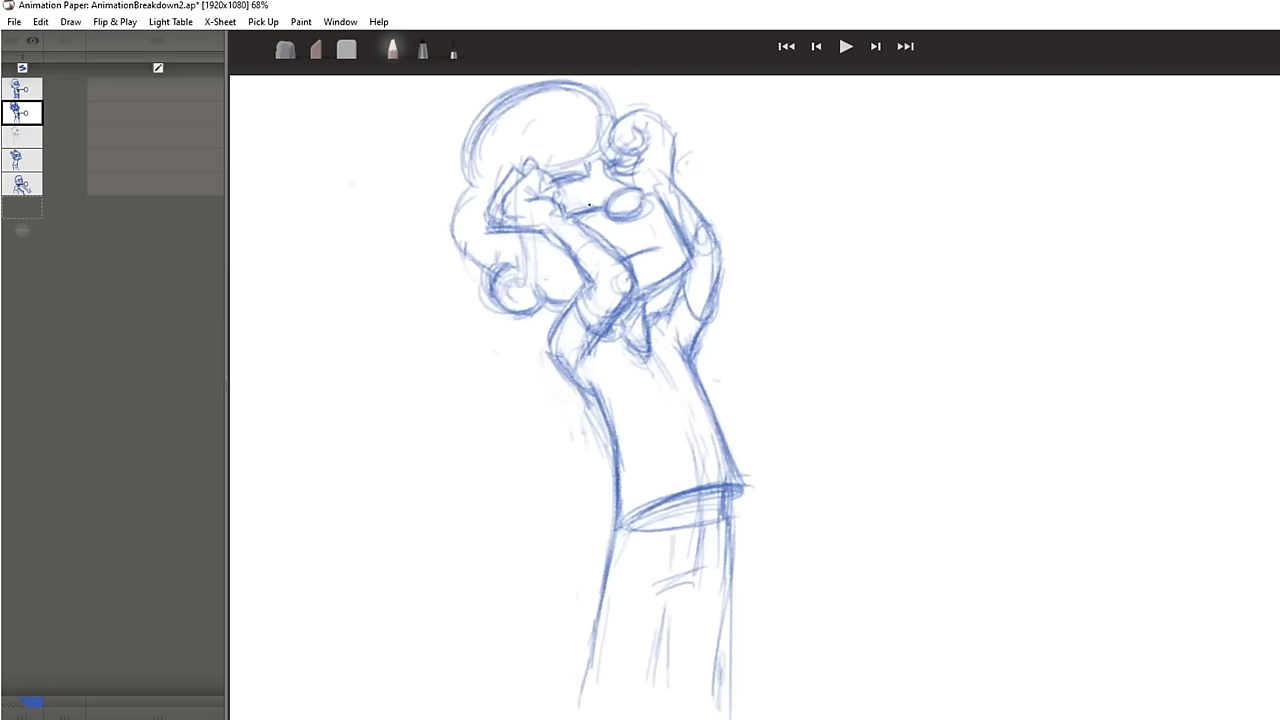 Animation Paper: AnimationBreakdown2.ap* [1920x1080] 68%
File Edit Draw Flip & Play Light Table X-Sheet Pick Up Paint Window Help
1